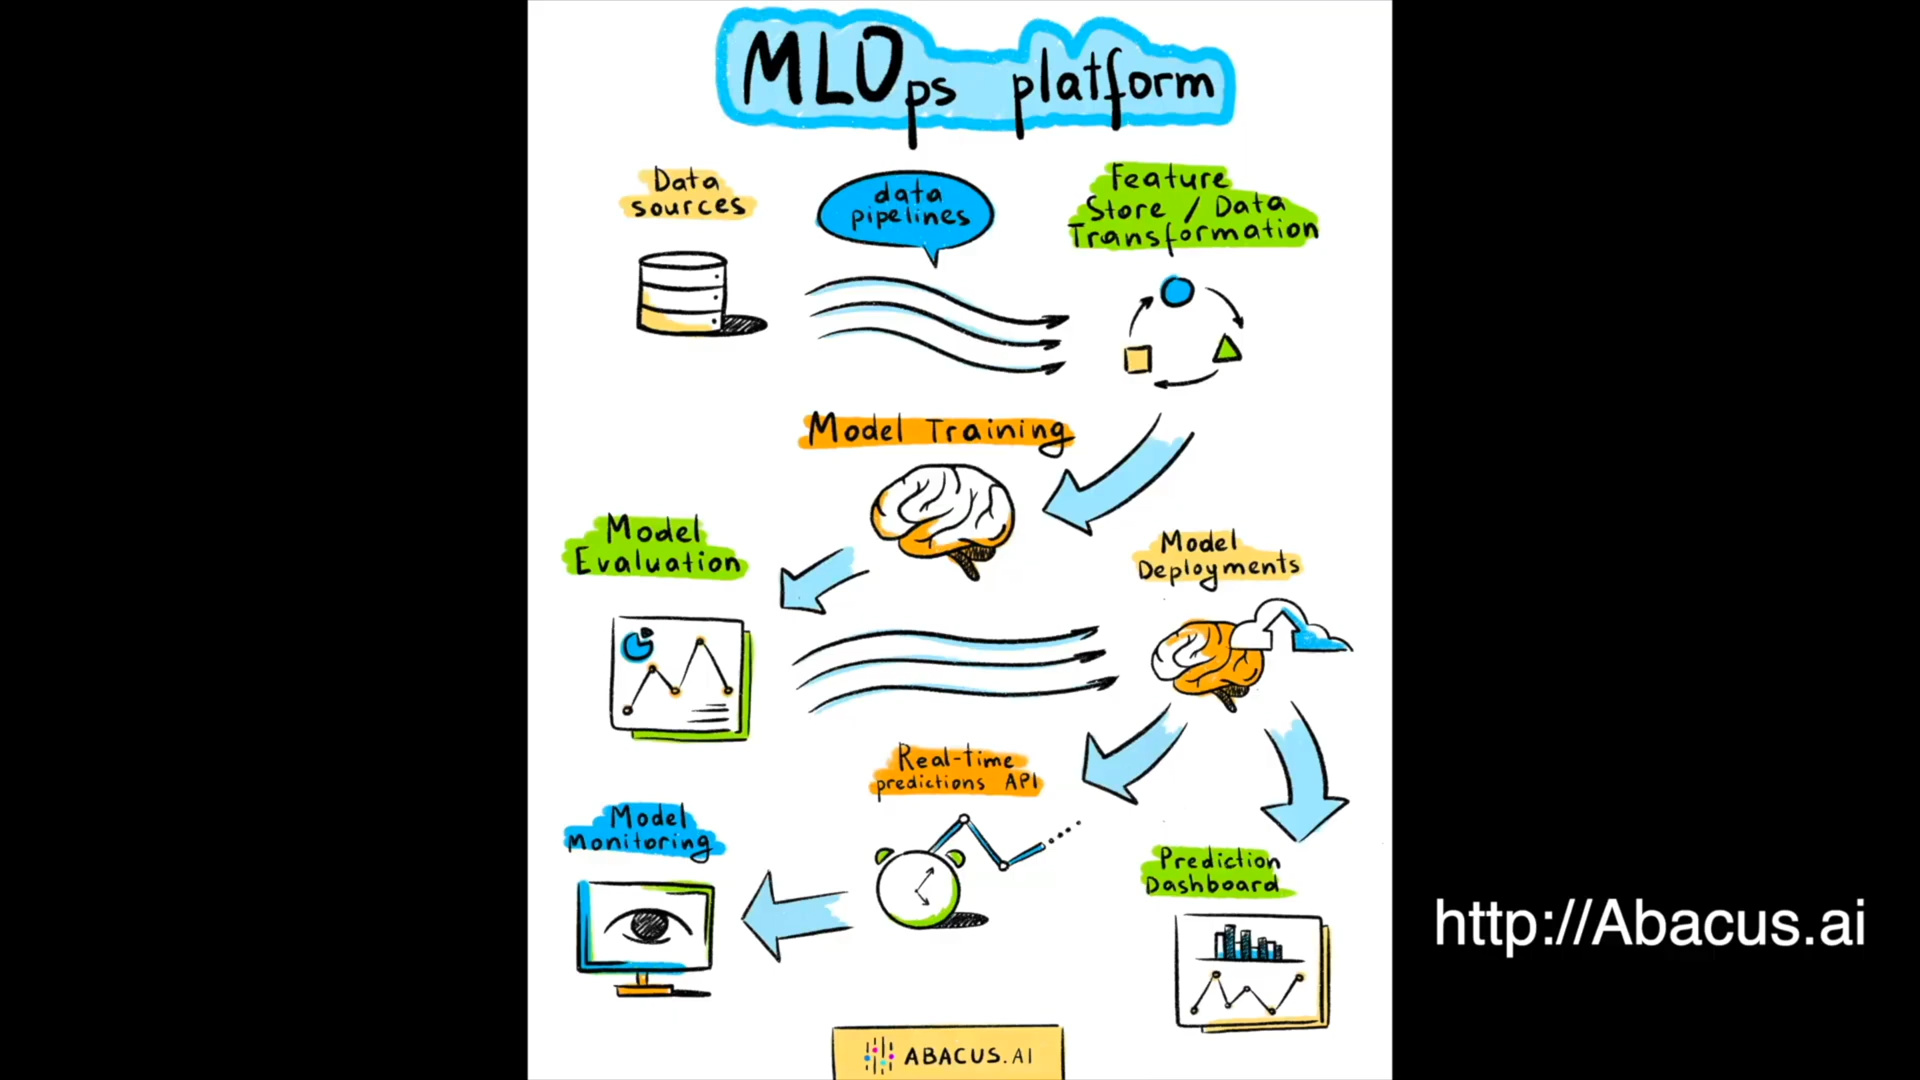 MLOps platform
Data
sources
data
pipelines
Feature
Store / Data
Transformation
Model Training
Model
Evaluation
Model
Deployments
Real-time
predictions API
Model
monitoring
Prediction
Dashboard
http://Abacus.ai
ABACUS.AI